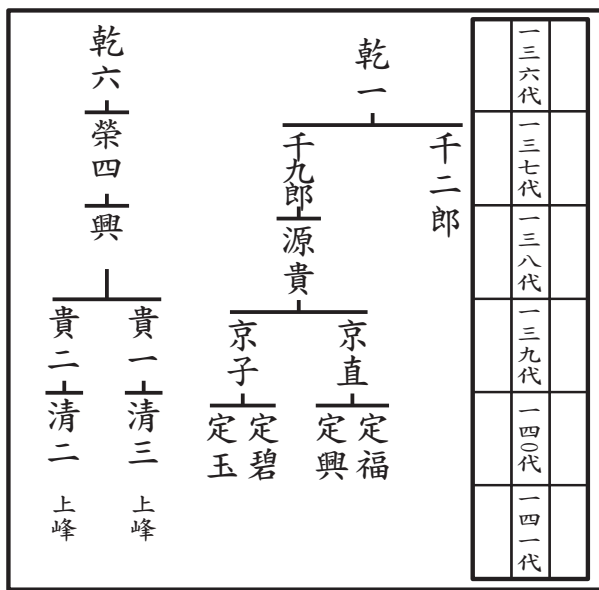 一三六代
一三七代
一三八代
一三九代
一四〇代
一四一代
乾一
千二郎
千九郎
源貴
京直
京子
定福
定興
定碧
定玉
乾六
榮四
興
貴一
貴二
清三
清二
上峰
上峰